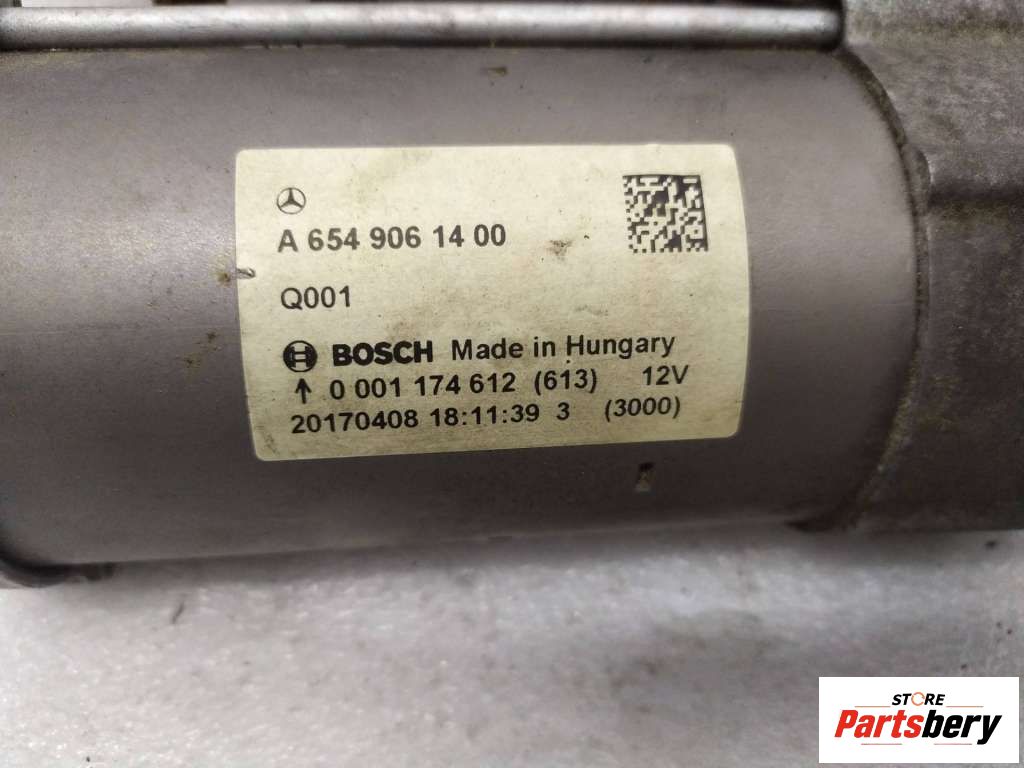 A 654 906 14 00
Q001
BOSCH Made in Hungary
0 001 174 612 (613) 12V
20170408 18:11:39 3 (3000)
STORE
Partsbery